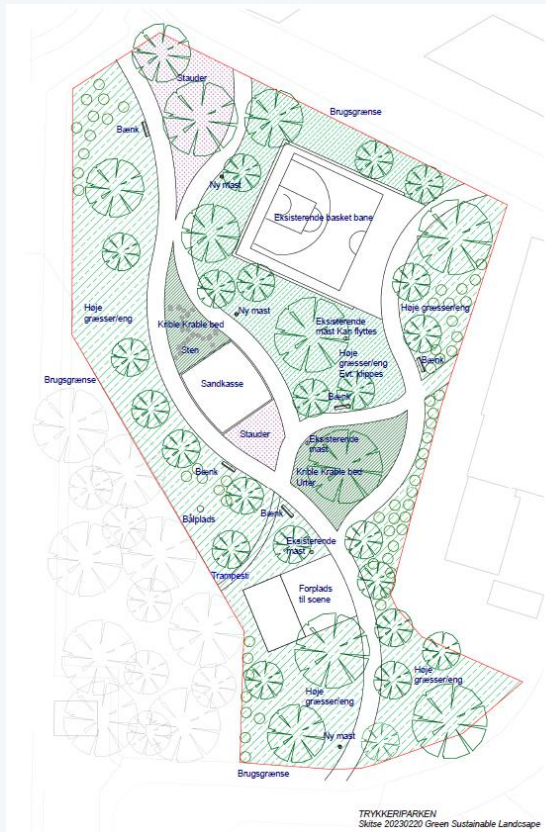 Stauder
Brugsgrænse
Bænk
Ny mast
Eksisterende basket bane
Høje
græsser/eng
Høje
græsser/eng
Krible Krable bed
Ny mast
Eksisterende
mast Kan flyttes
Sten
Høje
græsser/eng
Evt. klippes
Bænk
Brugsgrænse
Sandkasse
Bænk
Stauder
Eksisterende
mast
Bænk
Krible Krable bed
Urter
Bålplads
Bænk
Eksisterende
mast
Trampesti
Forplads
til scene
Høje
græsser/eng
Høje
græsser/eng
Ny mast
Brugsgrænse
TRYKKERIPARKEN
Skitse 20230220 Green Sustainable Landcsape